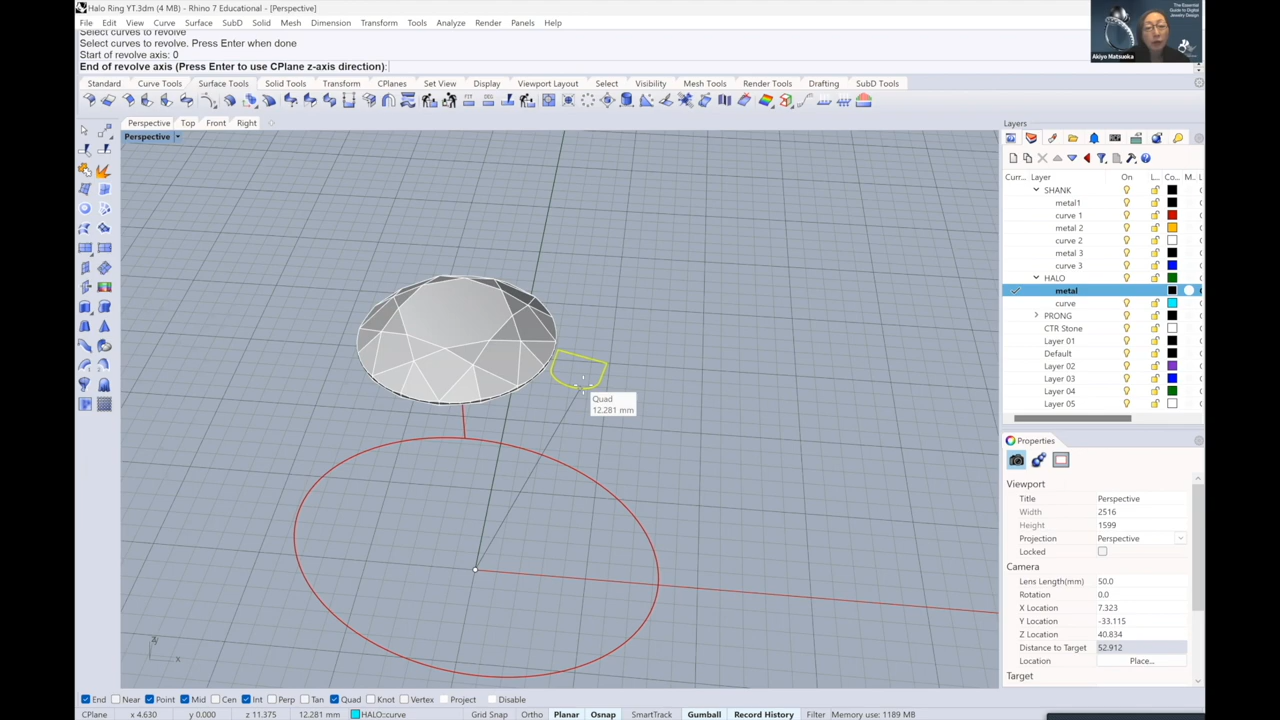 Halo Ring YT.3dm (4 MB) - Rhino 7 Educational - [Perspective]
File Edit View Curve Surface SubD Solid Mesh Dimension Transform Tools Analyze Render Panels Help
Select curves to revolve
Select curves to revolve. Press Enter when done
Start of revolve axis: 0
End of revolve axis (Press Enter to use CPlane z-axis direction):
The Essential
Guide to Digital
Jewelry Design
Akiyo Matsuoka
Standard Curve Tools Surface Tools Solid Tools Transform CPlanes Set View Display Viewport Layout Select Visibility Mesh Tools Render Tools Drafting SubD Tools
Perspective Top Front Right
Perspective
Quad
12.281 mm
z
x
Layers
Curr... Layer On L... Co... M.. L
SHANK
metal1
curve 1
metal 2
curve 2
metal 3
curve 3
HALO
metal
curve
PRONG
CTR Stone
Layer 01
Default
Layer 02
Layer 03
Layer 04
Layer 05
Properties
Viewport
Title Perspective
Width 2516
Height 1599
Projection Perspective
Locked
Camera
Lens Length(mm) 50.0
Rotation 0.0
X Location 7.323
Y Location -33.115
Z Location 40.834
Distance to Target 52.912
Location Place...
Target
End Near Point Mid Cen Int Perp Tan Quad Knot Vertex Project Disable
CPlane x 4.630 y 0.000 z 11.375 12.281 mm HALO::curve Grid Snap Ortho Planar Osnap SmartTrack Gumball Record History Filter Memory use: 1189 MB